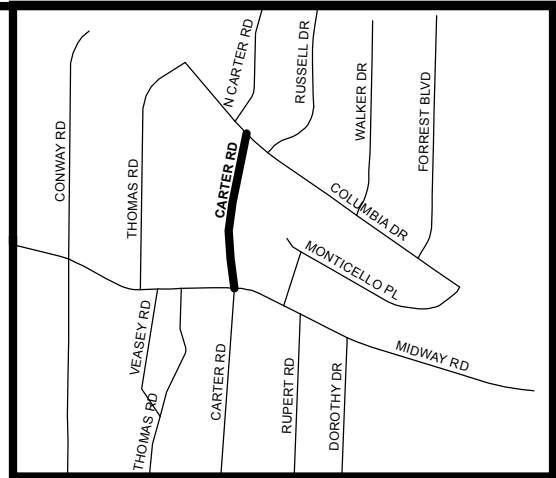 N CARTER RD
RUSSELL DR
WALKER DR
FORREST BLVD
CONWAY RD
THOMAS RD
CARTER RD
COLUMBIA DR
MONTICELLO PL
VEASEY RD
THOMAS RD
CARTER RD
RUPERT RD
DOROTHY DR
MIDWAY RD